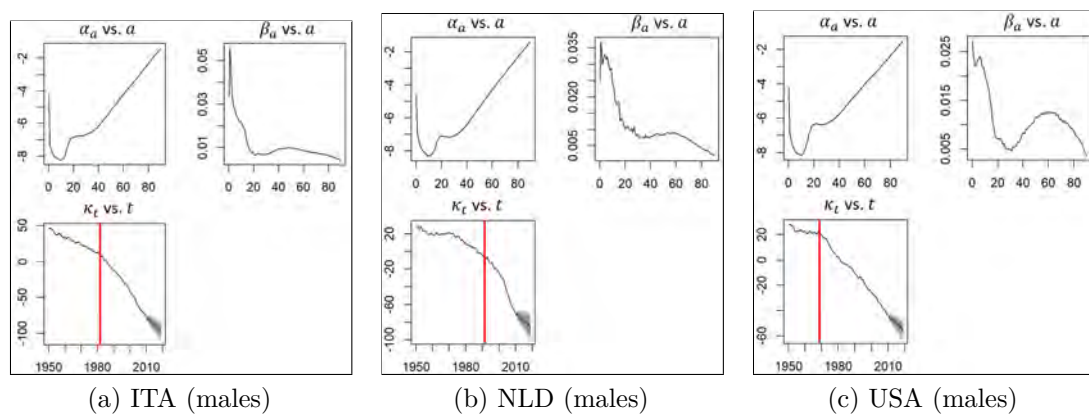 α_a vs. a
β_a vs. a
-2
-4
-6
-8
0 20 40 60 80
0.05
0.03
0.01
0 20 40 60 80
κ_t vs. t
50
0
-50
-100
1950 1980 2010
(a) ITA (males)
α_a vs. a
β_a vs. a
-2
-4
-6
-8
0 20 40 60 80
0.035
0.020
0.005
0 20 40 60 80
κ_t vs. t
20
-20
-60
-100
1950 1980 2010
(b) NLD (males)
α_a vs. a
β_a vs. a
-2
-4
-6
-8
0 20 40 60 80
0.025
0.015
0.005
0 20 40 60 80
κ_t vs. t
20
-20
-60
1950 1980 2010
(c) USA (males)